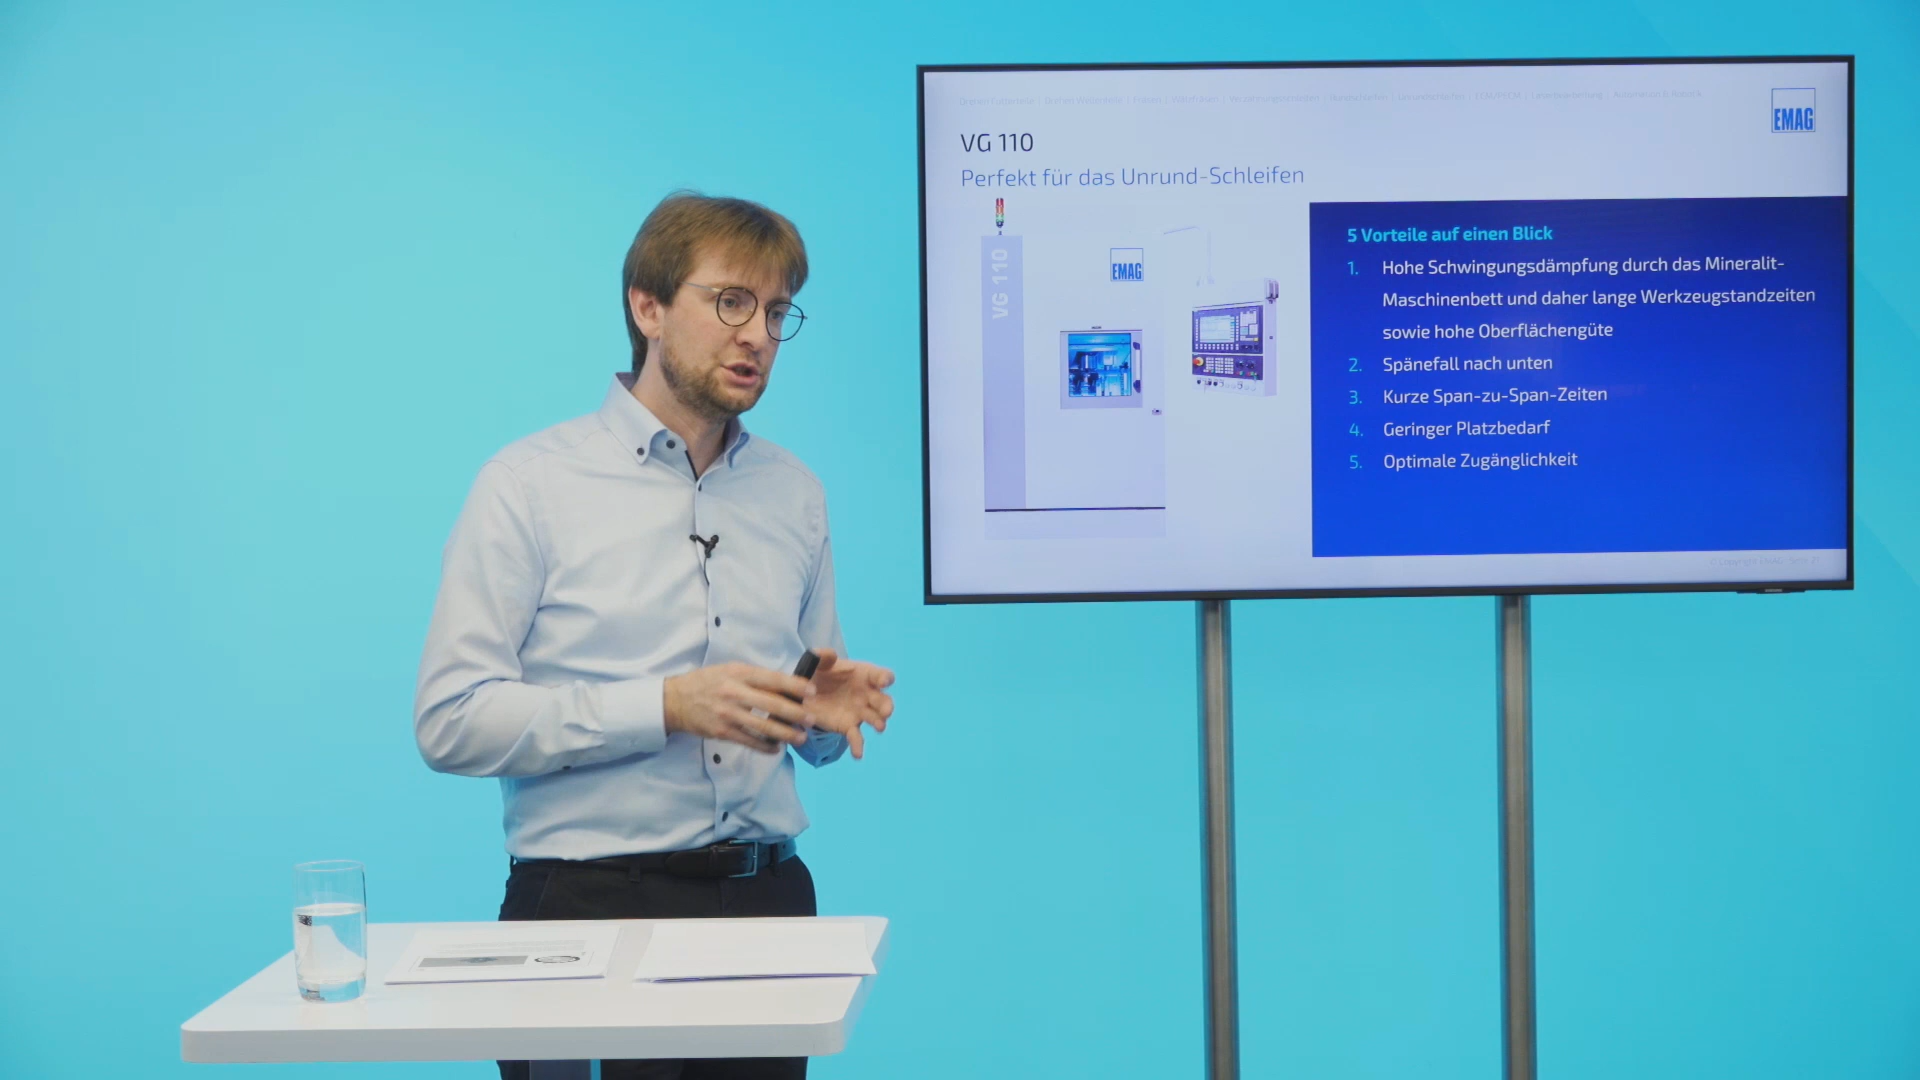 EMAG
VG 110
Perfekt für das Unrund-Schleifen
VG 110
EMAG
5 Vorteile auf einen Blick
1. Hohe Schwingungsdämpfung durch das Mineralit-
Maschinenbett und daher lange Werkzeugstandzeiten
sowie hohe Oberflächengüte
2. Spänefall nach unten
3. Kurze Span-zu-Span-Zeiten
4. Geringer Platzbedarf
5. Optimale Zugänglichkeit